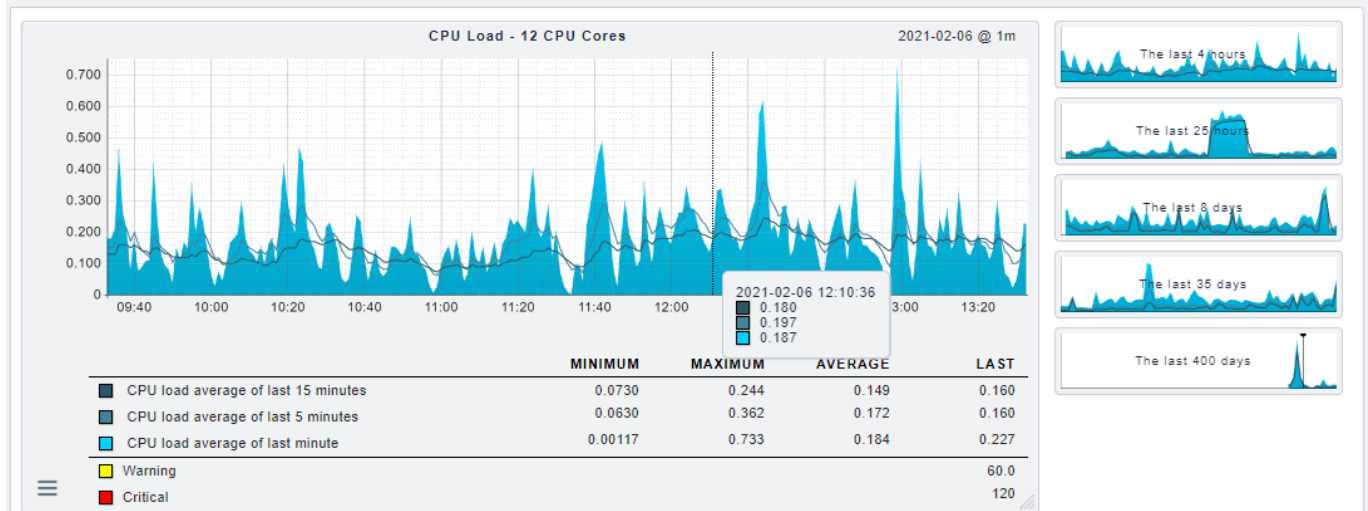 CPU Load - 12 CPU Cores 2021-02-06 @ 1m
0.700
0.600
0.500
0.400
0.300
0.200
0.100
0
09:40 10:00 10:20 10:40 11:00 11:20 11:40 12:00 3:00 13:20
2021-02-06 12:10:36
0.180
0.197
0.187
MINIMUM MAXIMUM AVERAGE LAST
CPU load average of last 15 minutes 0.0730 0.244 0.149 0.160
CPU load average of last 5 minutes 0.0630 0.362 0.172 0.160
CPU load average of last minute 0.00117 0.733 0.184 0.227
Warning 60.0
Critical 120
The last 4 hours
The last 25 hours
The last 8 days
The last 35 days
The last 400 days